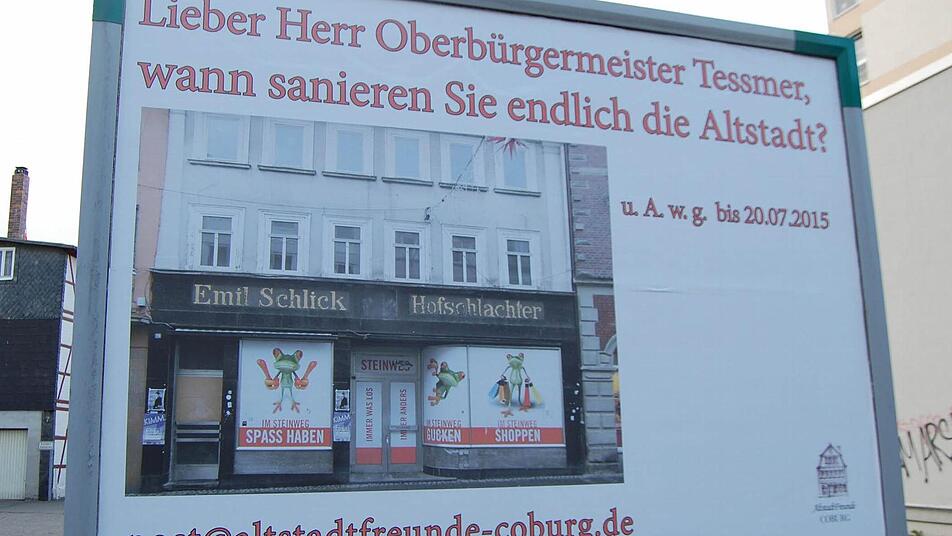 Lieber Herr Oberbürgermeister Tessmer,
wann sanieren Sie endlich die Altstadt?
u. A. w. g. bis 20.07.2015
Emil Schlick
Hofschlachter
STEINWEG
IMMER WAS LOS
IMMER ANDERS
IM STEINWEG
SPASS HABEN
IM STEINWEG
GUCKEN
IM STEINWEG
SHOPPEN
AltstadtFreunde
COBURG
post@altstadtfreunde-coburg.de